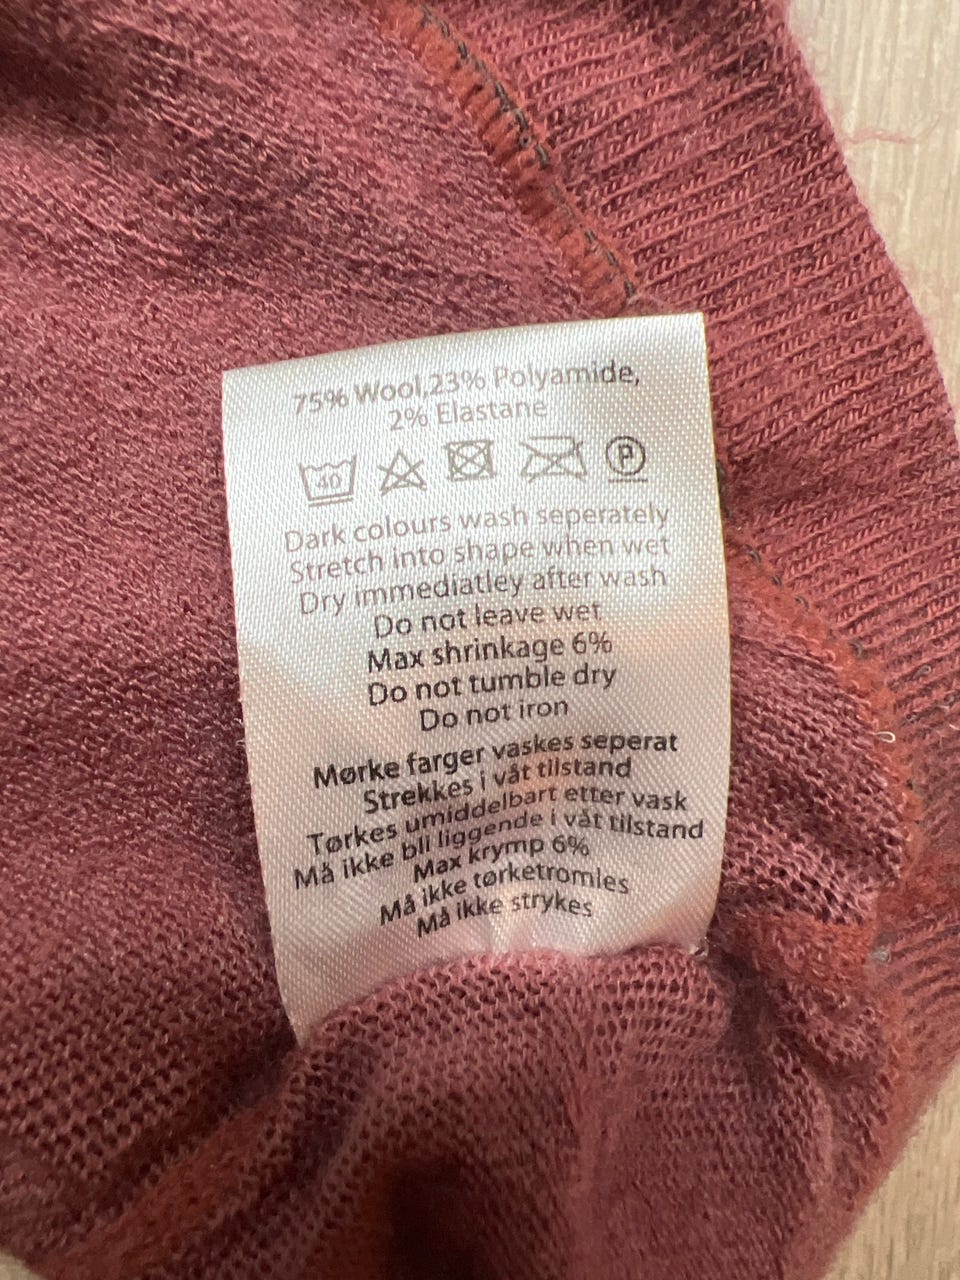 75% Wool,23% Polyamide,
2% Elastane
40 P
Dark colours wash seperately
Stretch into shape when wet
Dry immediatley after wash
Do not leave wet
Max shrinkage 6%
Do not tumble dry
Do not iron
Mørke farger vaskes seperat
Strekkes i våt tilstand
Tørkes umiddelbart etter vask
Må ikke bli liggende i våt tilstand
Max krymp 6%
Må ikke tørketromles
Må ikke strykes